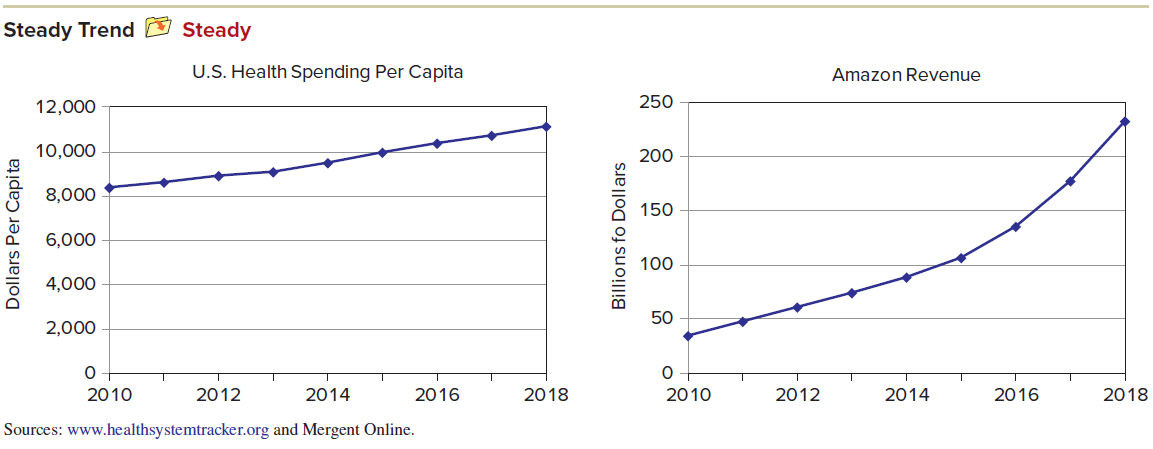 Steady Trend Steady
U.S. Health Spending Per Capita
Dollars Per Capita
12,000
10,000
8,000
6,000
4,000
2,000
0
2010 2012 2014 2016 2018
Amazon Revenue
Billions fo Dollars
250
200
150
100
50
0
2010 2012 2014 2016 2018
Sources: www.healthsystemtracker.org and Mergent Online.